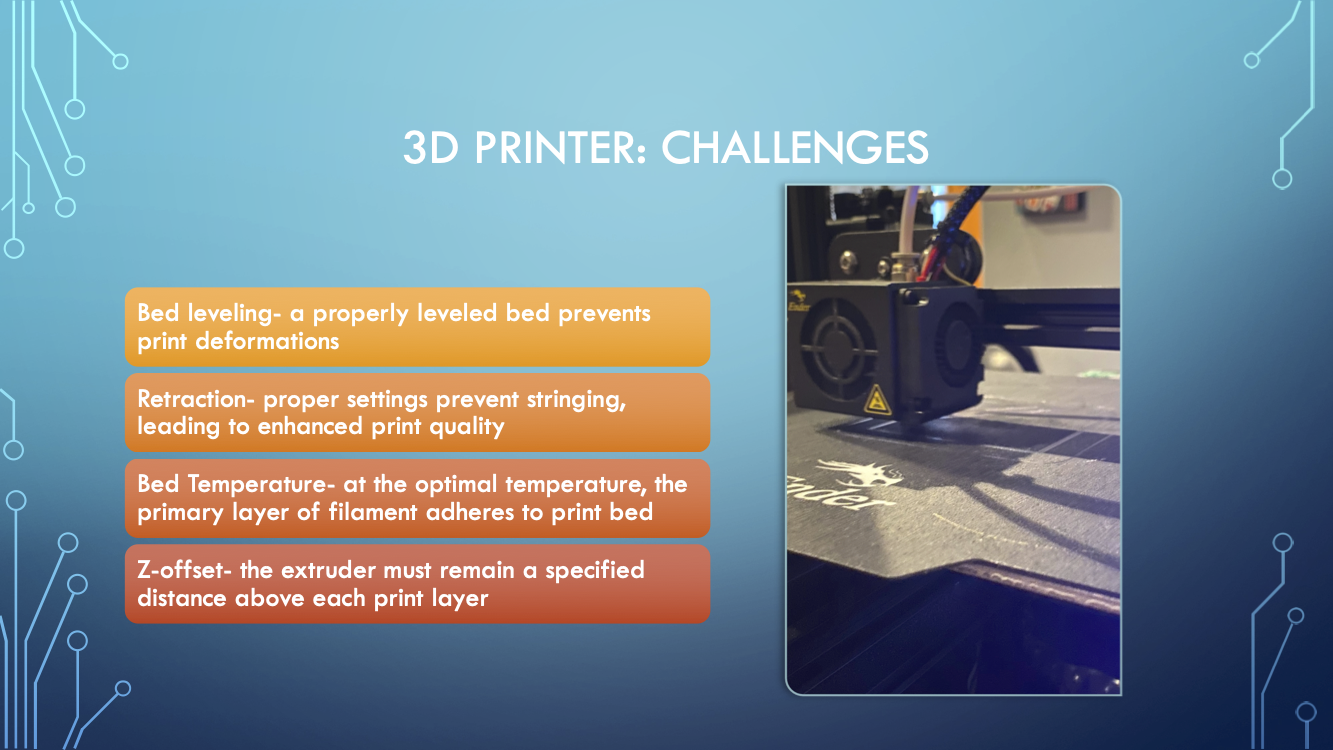 3D PRINTER: CHALLENGES
Bed leveling- a properly leveled bed prevents
print deformations
Retraction- proper settings prevent stringing,
leading to enhanced print quality
Bed Temperature- at the optimal temperature, the
primary layer of filament adheres to print bed
Z-offset- the extruder must remain a specified
distance above each print layer
Ender
Ender